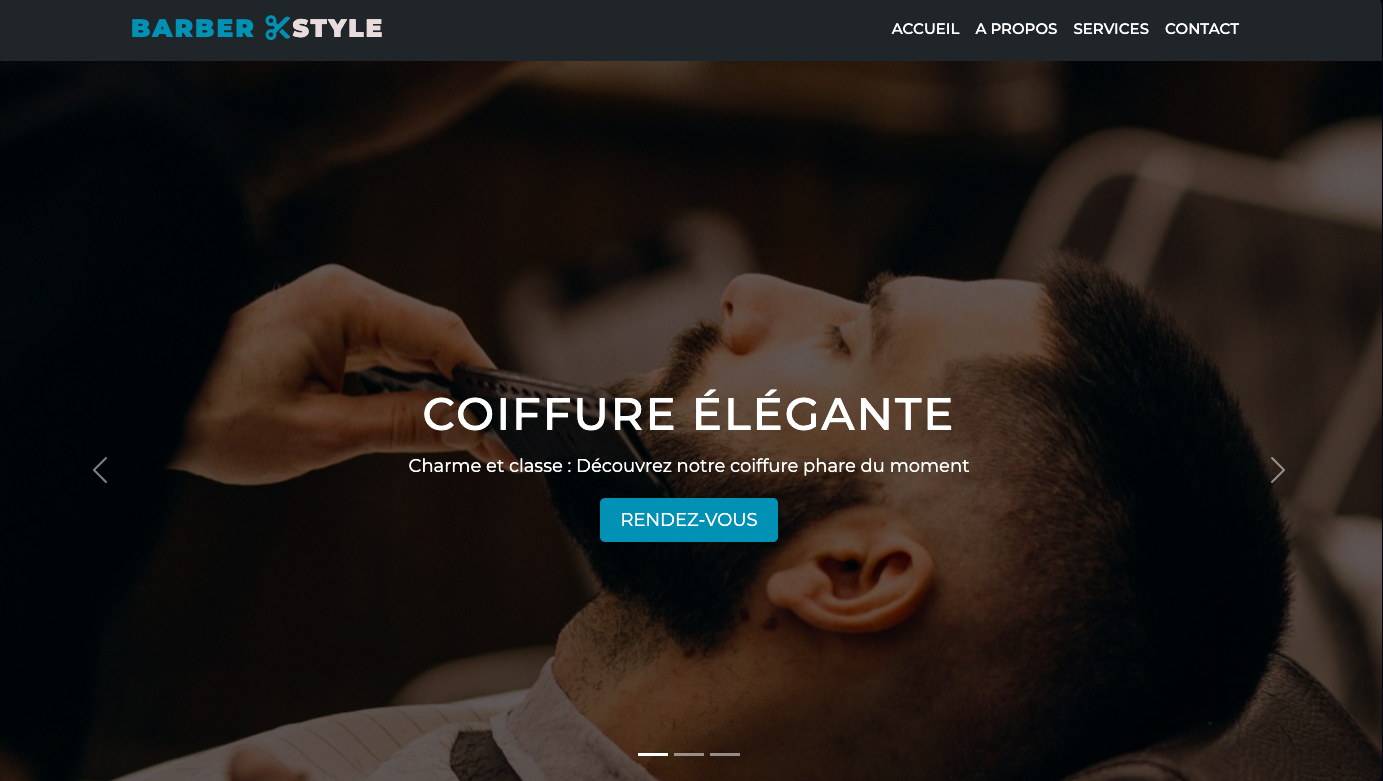 BARBER STYLE
ACCUEIL A PROPOS SERVICES CONTACT
COIFFURE ÉLÉGANTE
Charme et classe : Découvrez notre coiffure phare du moment
RENDEZ-VOUS